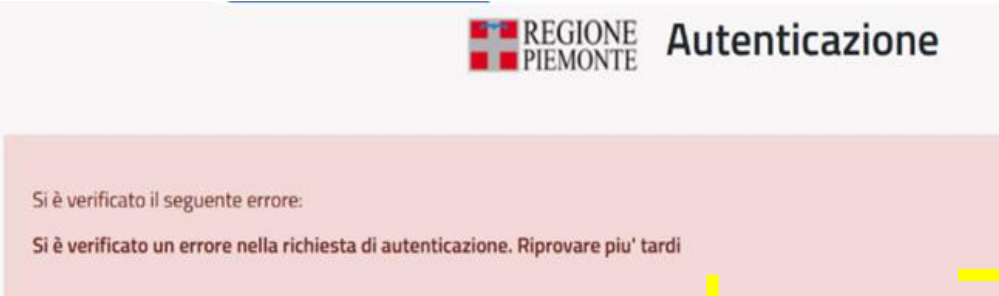 REGIONE
PIEMONTE
Autenticazione
Si è verificato il seguente errore:
Si è verificato un errore nella richiesta di autenticazione. Riprovare piu' tardi